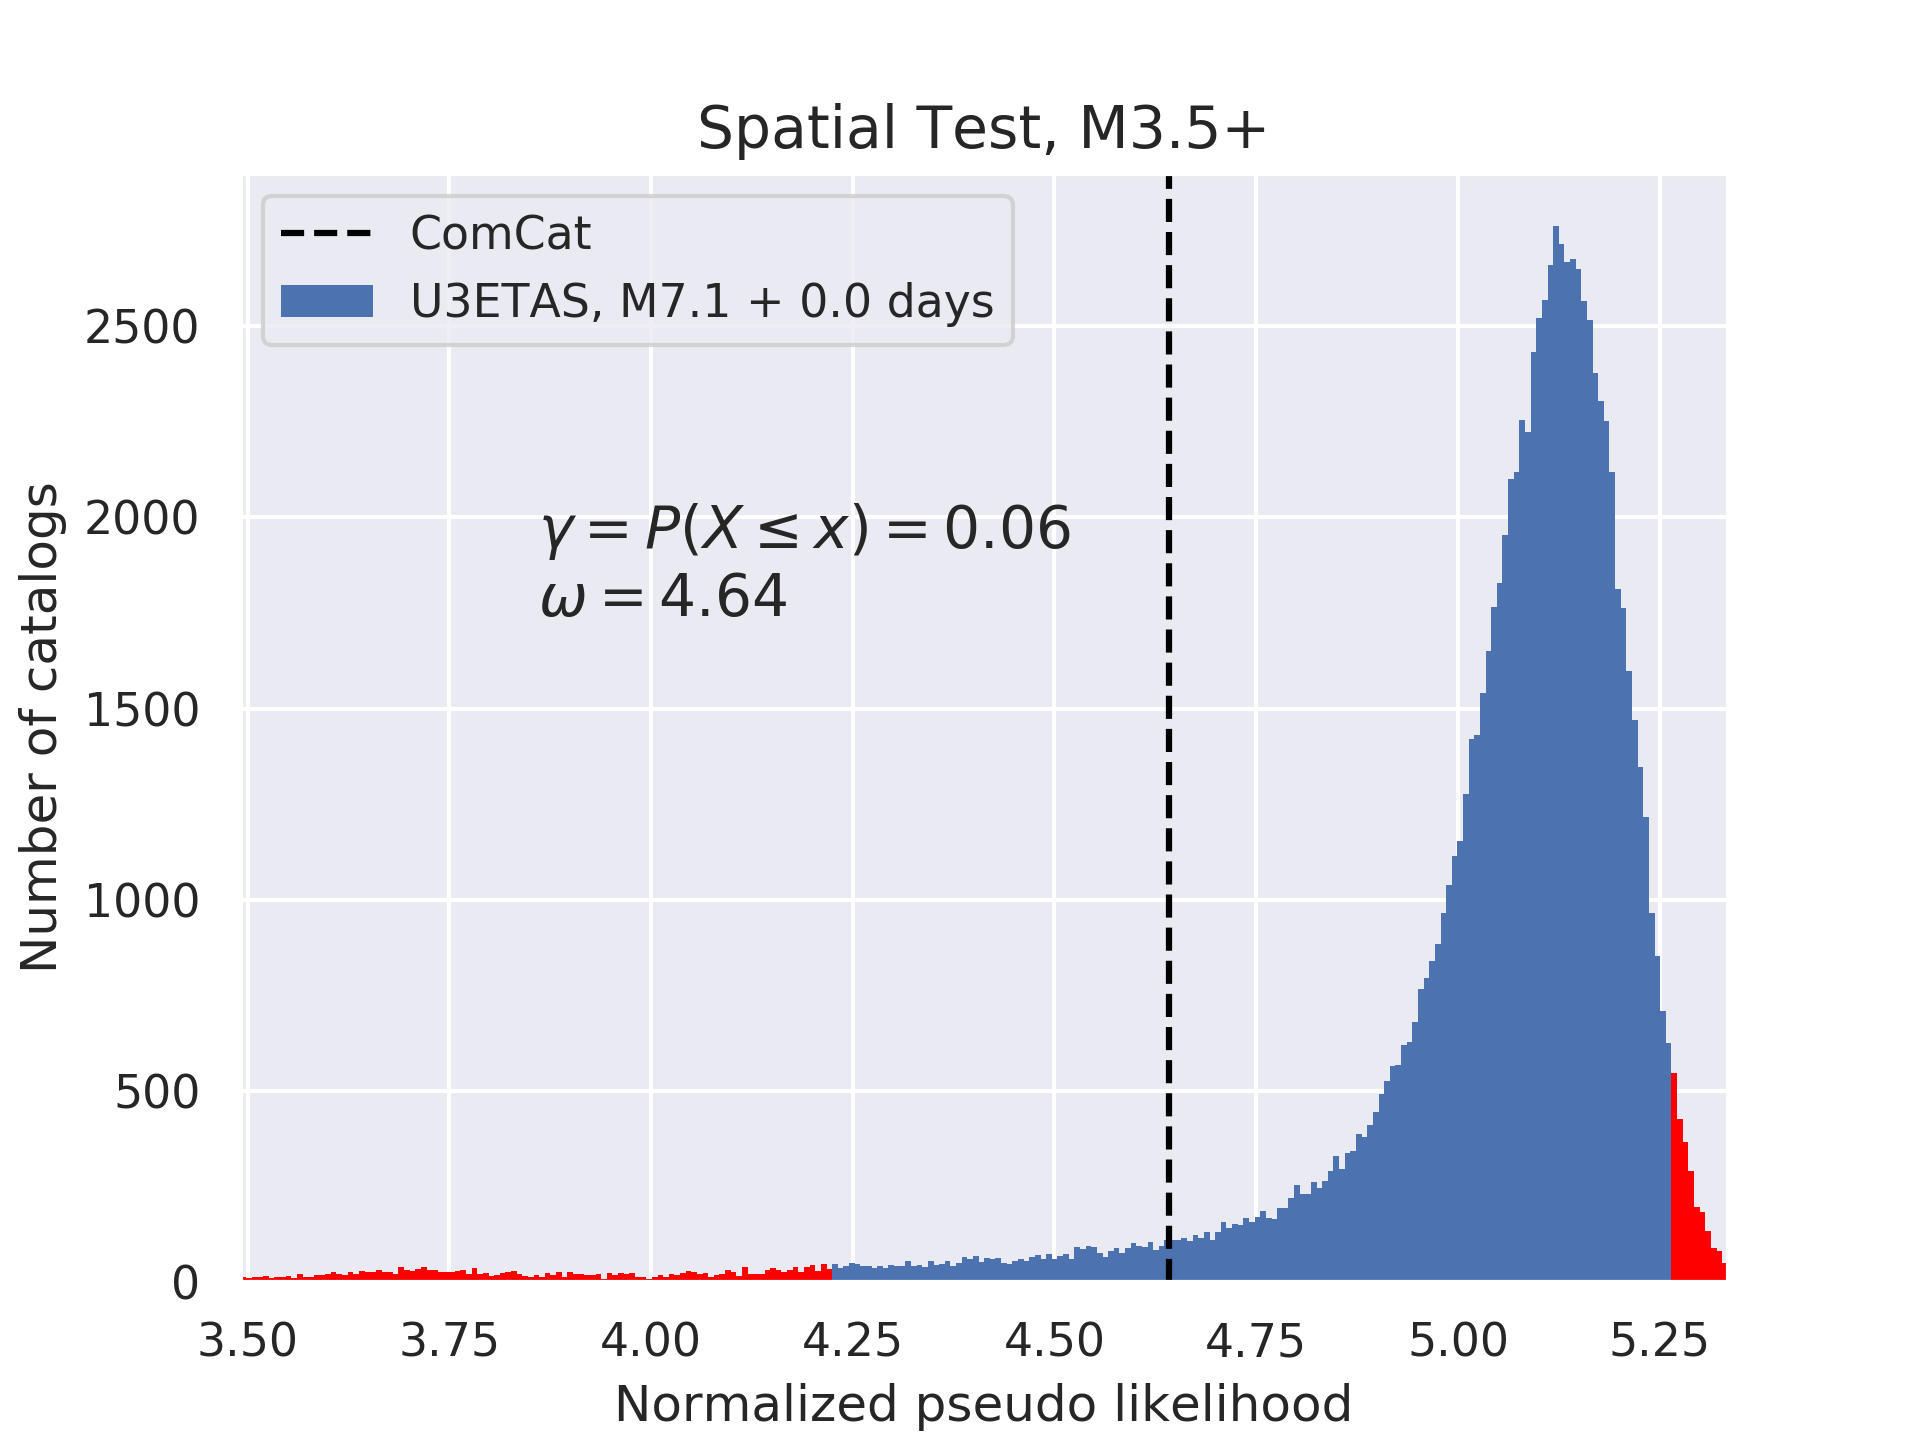 Spatial Test, M3.5+
ComCat
U3ETAS, M7.1 + 0.0 days
γ = P(X ≤ x) = 0.06
ω = 4.64
Number of catalogs
2500
2000
1500
1000
500
0
3.50 3.75 4.00 4.25 4.50 4.75 5.00 5.25
Normalized pseudo likelihood